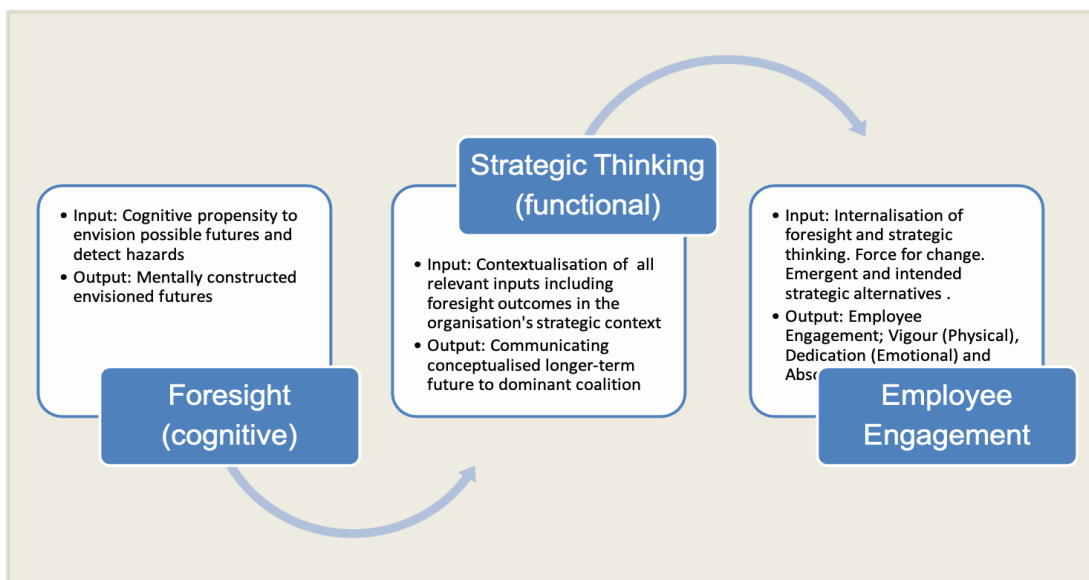 • Input: Cognitive propensity to
envision possible futures and
detect hazards
• Output: Mentally constructed
envisioned futures
Foresight
(cognitive)
Strategic Thinking
(functional)
• Input: Contextualisation of all
relevant inputs including
foresight outcomes in the
organisation's strategic context
• Output: Communicating
conceptualised longer-term
future to dominant coalition
• Input: Internalisation of
foresight and strategic
thinking. Force for change.
Emergent and intended
strategic alternatives .
• Output: Employee
Engagement; Vigour (Physical),
Dedication (Emotional) and
Employee
Engagement